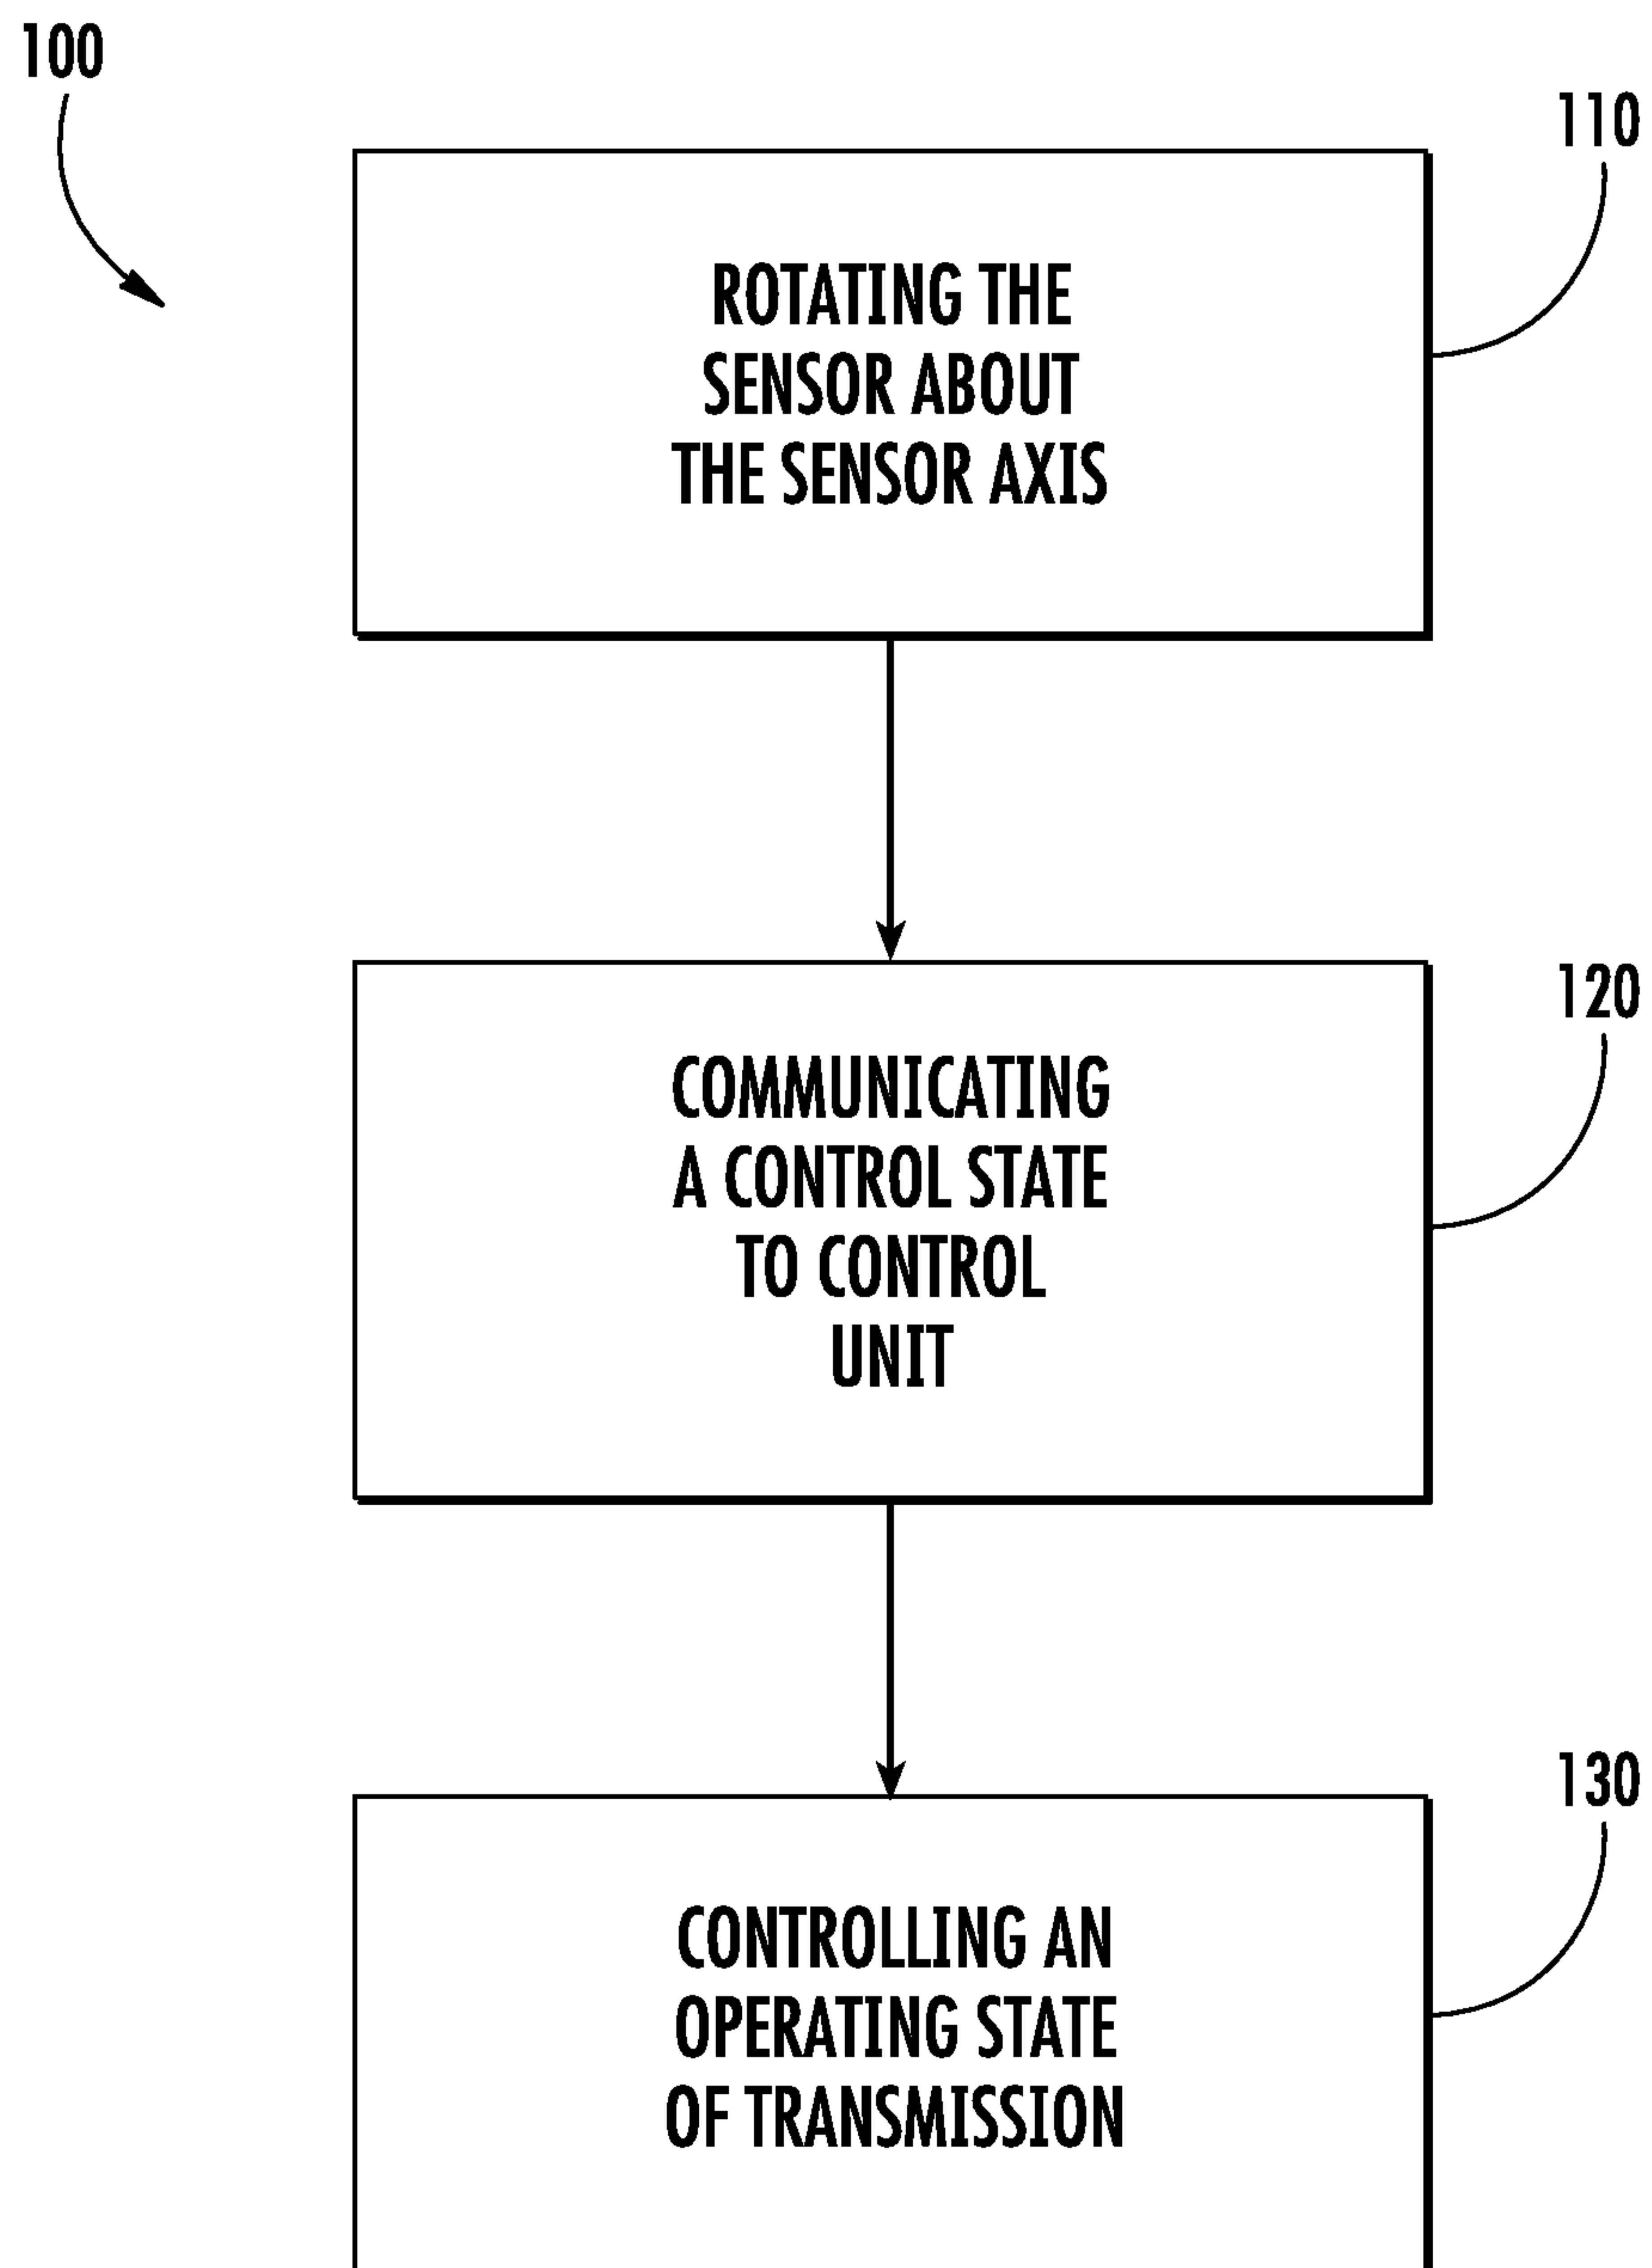 100
110
ROTATING THE
SENSOR ABOUT
THE SENSOR AXIS
120
COMMUNICATING
A CONTROL STATE
TO CONTROL
UNIT
130
CONTROLLING AN
OPERATING STATE
OF TRANSMISSION